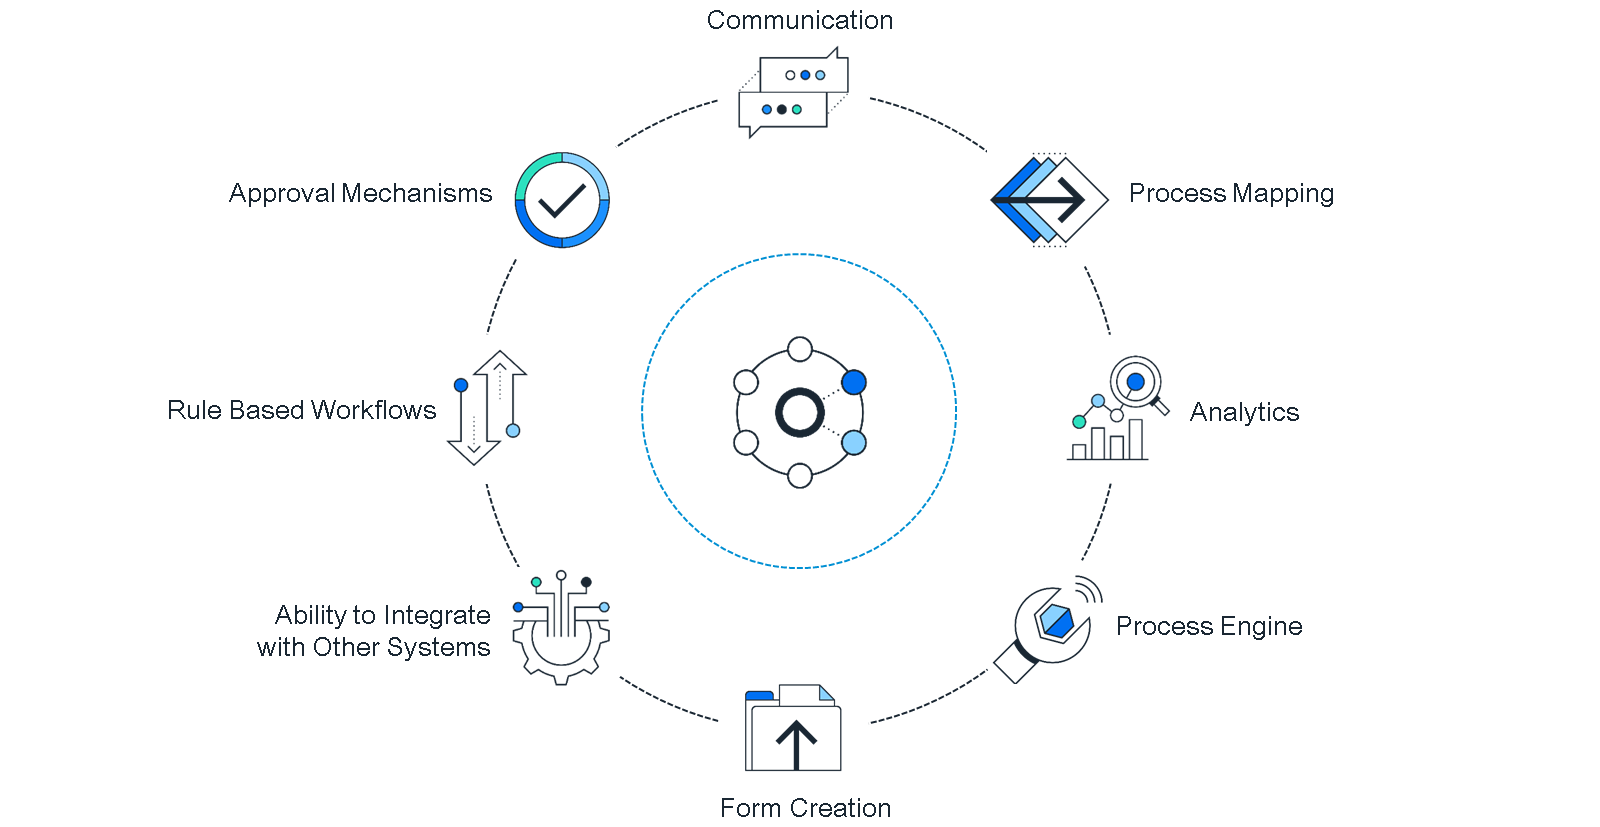 Communication
Approval Mechanisms
Process Mapping
Rule Based Workflows
Analytics
Ability to Integrate
with Other Systems
Process Engine
Form Creation